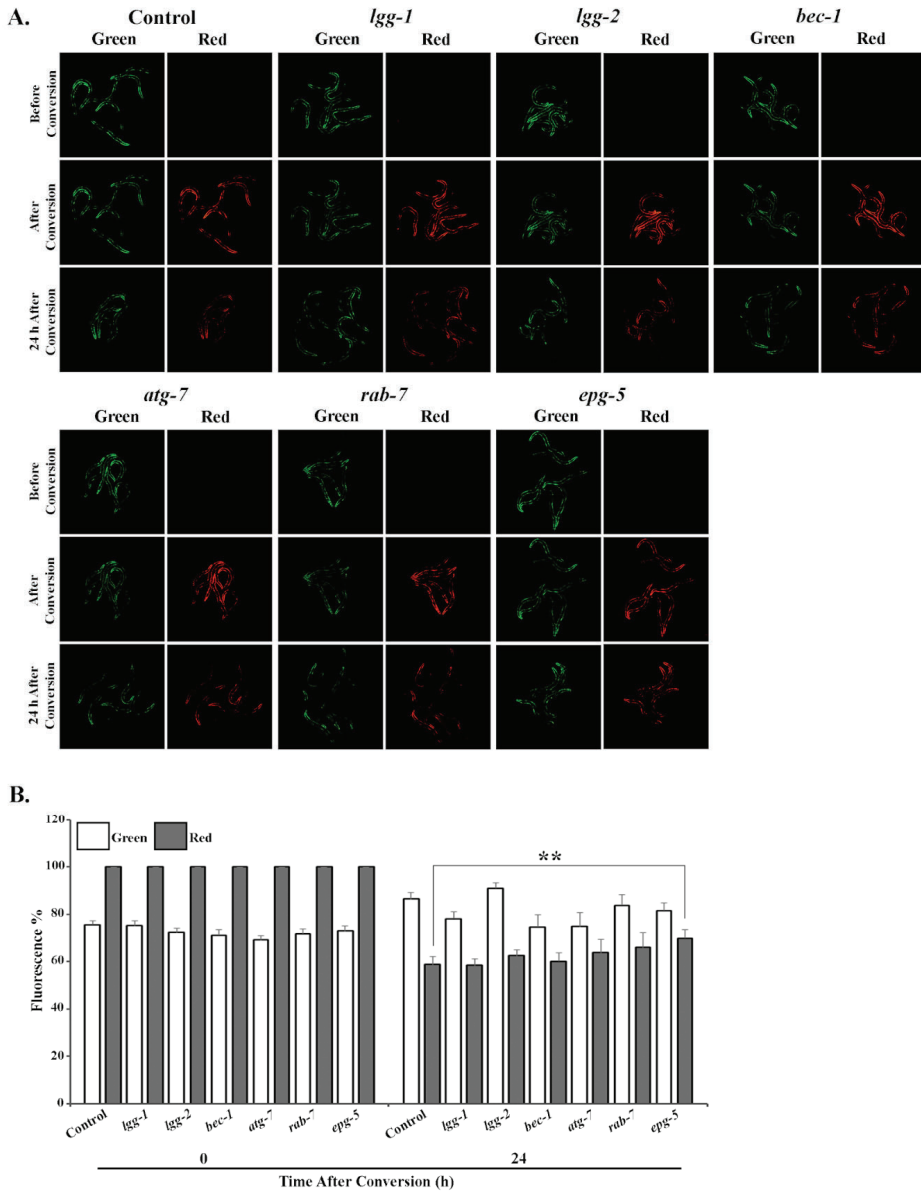 A.
Control lgg-1 lgg-2 bec-1
Green Red Green Red Green Red Green Red
Before
Conversion
After
Conversion
24 h After
Conversion
atg-7 rab-7 epg-5
Green Red Green Red Green Red
Before
Conversion
After
Conversion
24 h After
Conversion
B.
120
100
80
60
40
20
0
Fluorescence %
Green Red
**
Control lgg-1 lgg-2 bec-1 atg-7 rab-7 epg-5 Control lgg-1 lgg-2 bec-1 atg-7 rab-7 epg-5
0 24
Time After Conversion (h)